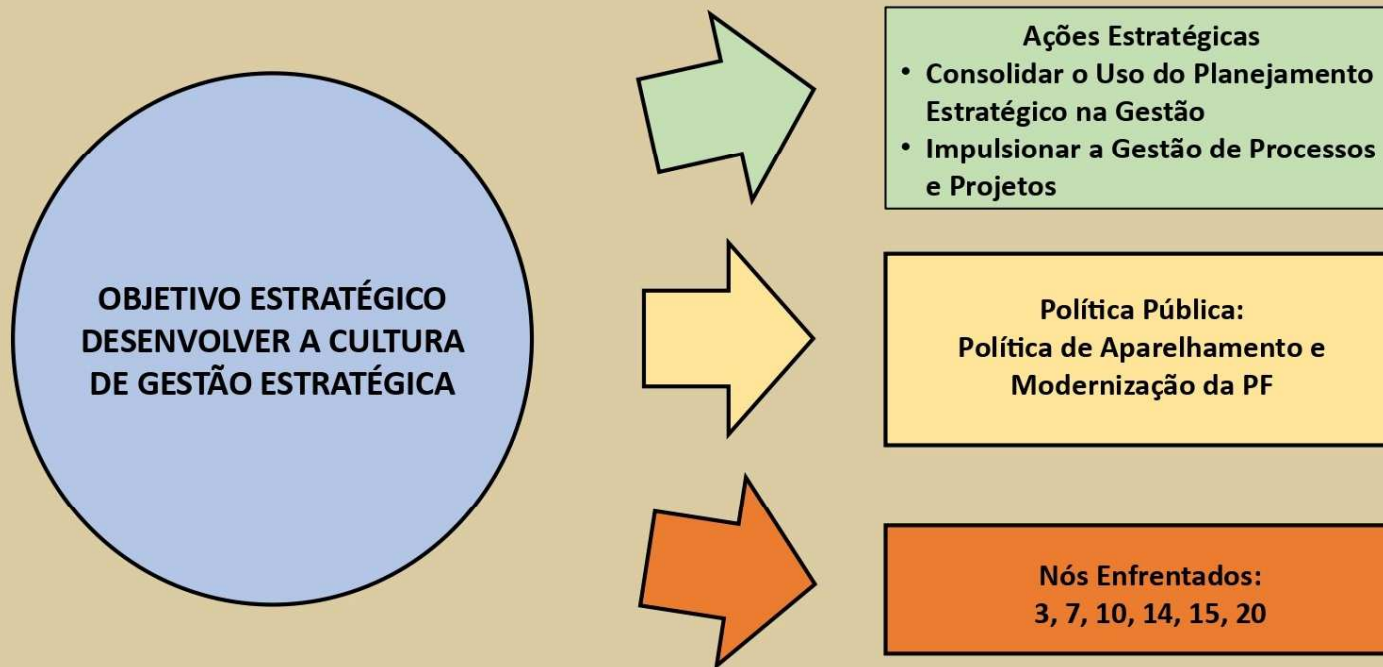 OBJETIVO ESTRATÉGICO
DESENVOLVER A CULTURA
DE GESTÃO ESTRATÉGICA
Ações Estratégicas
• Consolidar o Uso do Planejamento
Estratégico na Gestão
• Impulsionar a Gestão de Processos
e Projetos
Política Pública:
Política de Aparelhamento e
Modernização da PF
Nós Enfrentados:
3, 7, 10, 14, 15, 20